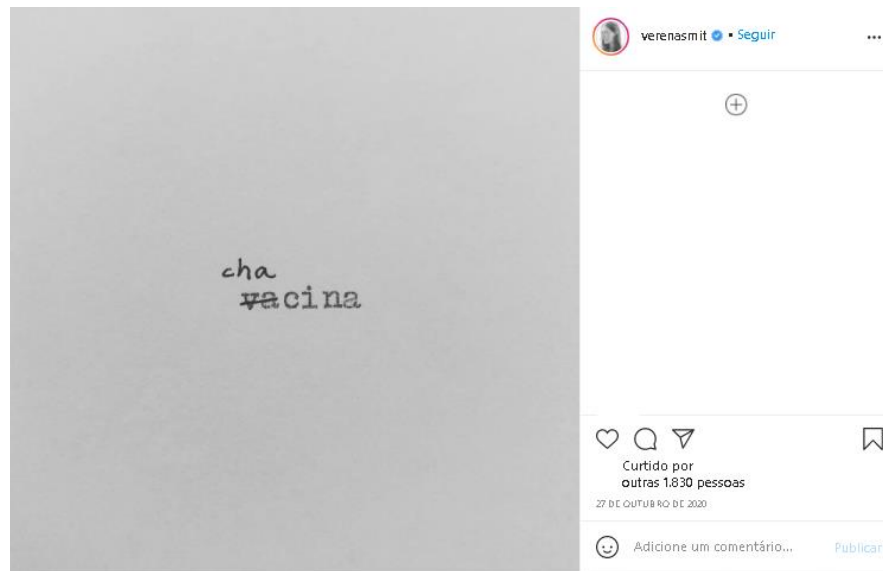 verenasmit • Seguir
cha
vacina
Curtido por
outras 1.830 pessoas
27 DE OUTUBRO DE 2020
Adicione um comentário...
Publicar